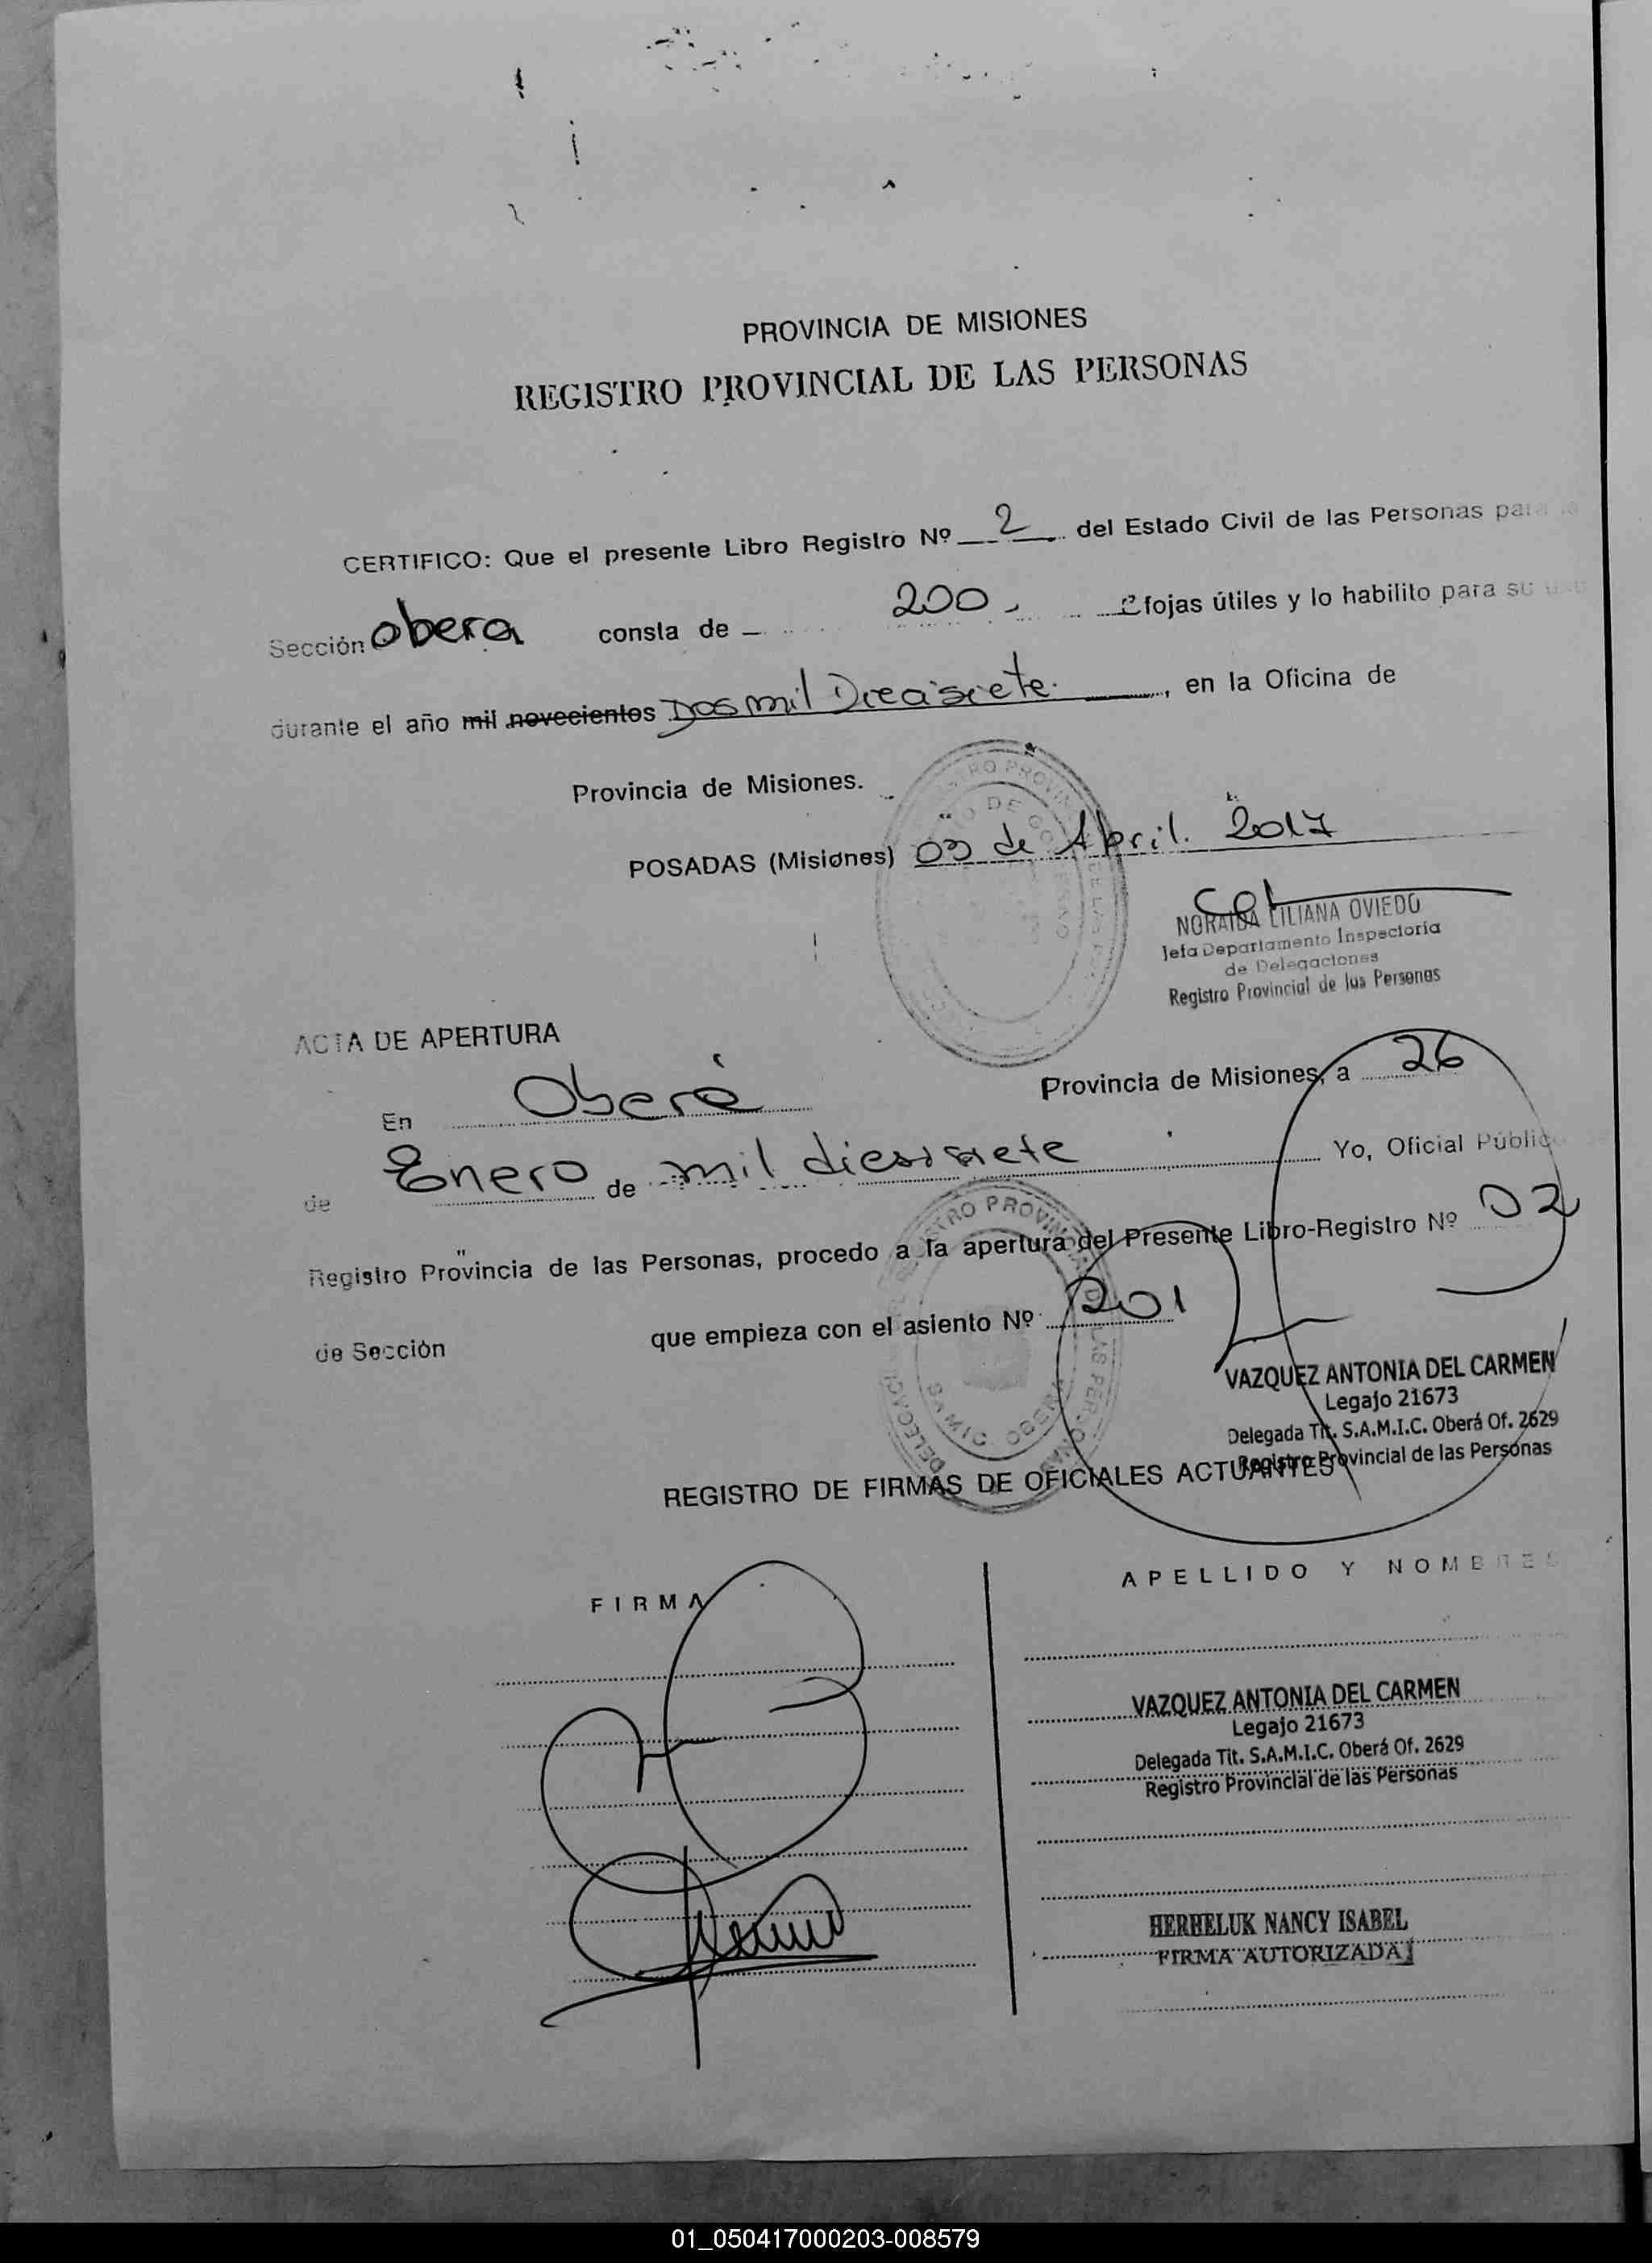 PROVINCIA DE MISIONES
REGISTRO PROVINCIAL DE LAS PERSONAS
CERTIFICO: Que el presente Libro Registro Nº 2 del Estado Civil de las Personas para la
Sección Obera consta de 200 fojas útiles y lo habilito para su uso
durante el año mil novecientos Dos mil Diecisiete, en la Oficina de
Provincia de Misiones.
POSADAS (Misiones) 03 de Abril. 2017
NORAIDA LILIANA OVIEDO
Jefa Departamento Inspectoría
de Delegaciones
Registro Provincial de las Personas
ACTA DE APERTURA
En Oberá Provincia de Misiones, a 26
de Enero de mil diesisiete Yo, Oficial Público
Registro Provincia de las Personas, procedo a la apertura del Presente Libro-Registro Nº 02
de Sección que empieza con el asiento Nº 201
VAZQUEZ ANTONIA DEL CARMEN
Legajo 21673
Delegada Tit. S.A.M.I.C. Oberá Of. 2629
Registro Provincial de las Personas
REGISTRO DE FIRMAS DE OFICIALES ACTUANTES
FIRMA APELLIDO Y NOMBRES
VAZQUEZ ANTONIA DEL CARMEN
Legajo 21673
Delegada Tit. S.A.M.I.C. Oberá Of. 2629
Registro Provincial de las Personas
HERHELUK NANCY ISABEL
FIRMA AUTORIZADA
01_050417000203-008579